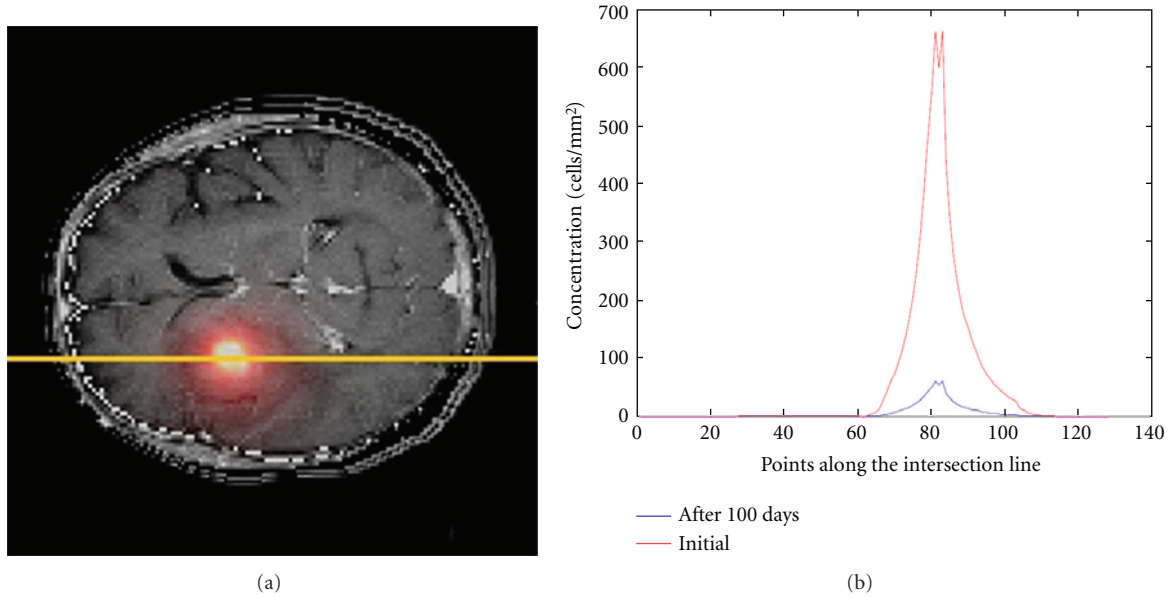 700
600
500
400
300
200
100
0
Concentration (cells/mm²)
0 20 40 60 80 100 120 140
Points along the intersection line
After 100 days
Initial
(a)
(b)